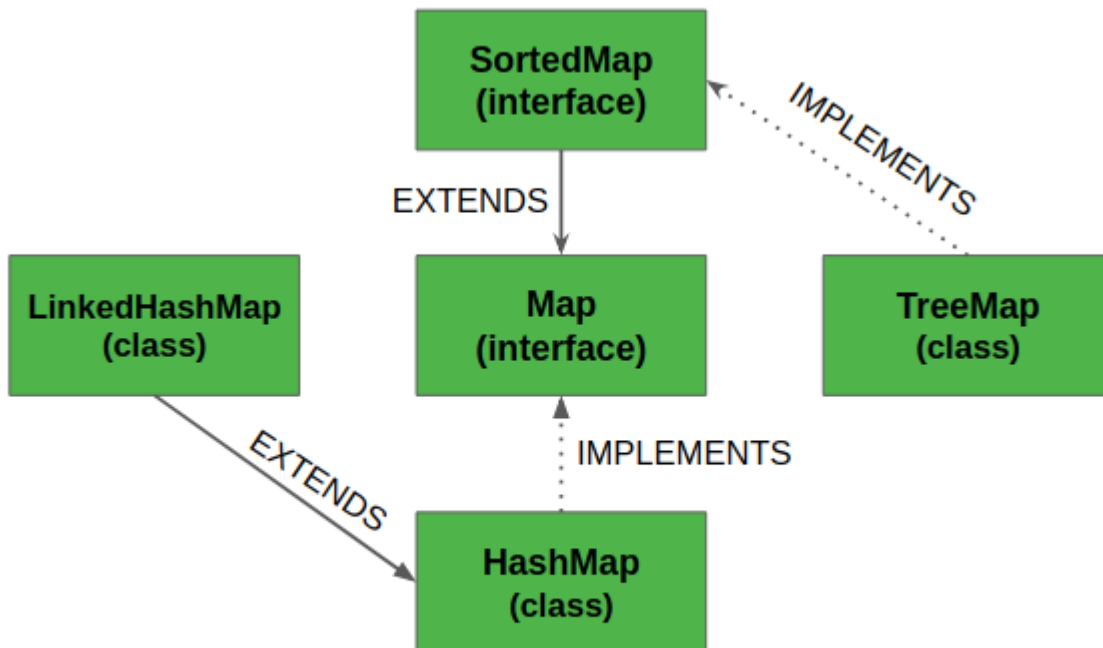 SortedMap
(interface)
IMPLEMENTS
EXTENDS
LinkedHashMap
(class)
Map
(interface)
TreeMap
(class)
EXTENDS
IMPLEMENTS
HashMap
(class)